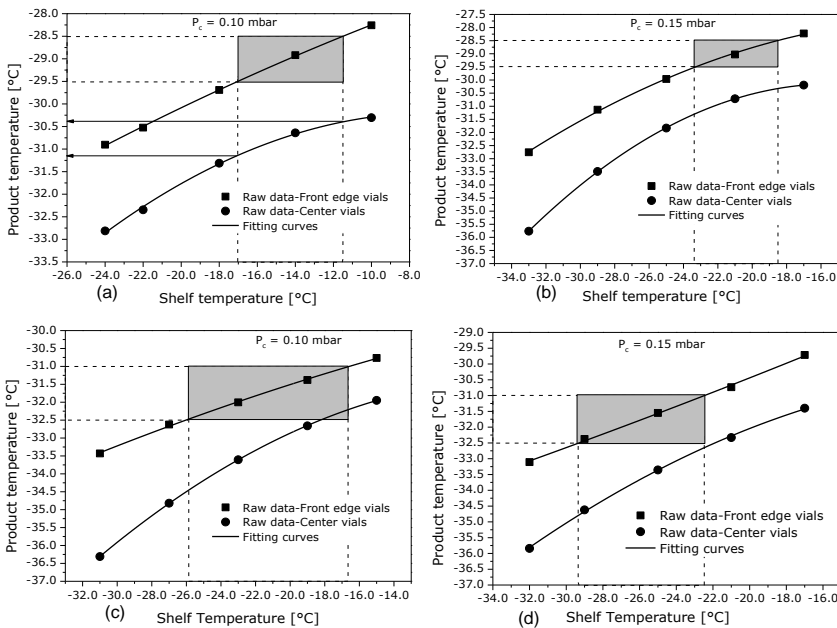 P_c = 0.10 mbar
Product temperature [°C]
-28.0
-28.5
-29.0
-29.5
-30.0
-30.5
-31.0
-31.5
-32.0
-32.5
-33.0
-33.5
Raw data-Front edge vials
Raw data-Center vials
Fitting curves
-26.0 -24.0 -22.0 -20.0 -18.0 -16.0 -14.0 -12.0 -10.0 -8.0
(a)
Shelf temperature [°C]
P_c = 0.15 mbar
Product temperature [°C]
-27.5
-28.0
-28.5
-29.0
-29.5
-30.0
-30.5
-31.0
-31.5
-32.0
-32.5
-33.0
-33.5
-34.0
-34.5
-35.0
-35.5
-36.0
-36.5
-37.0
-37.5
Raw data-Front edge vials
Raw data-Center vials
Fitting curves
-34.0 -32.0 -30.0 -28.0 -26.0 -24.0 -22.0 -20.0 -18.0 -16.0
(b)
Shelf temperature [°C]
P_c = 0.10 mbar
Product temperature [°C]
-30.0
-30.5
-31.0
-31.5
-32.0
-32.5
-33.0
-33.5
-34.0
-34.5
-35.0
-35.5
-36.0
-36.5
-37.0
Raw data-Front edge vials
Raw data-Center vials
Fitting curves
-32.0 -30.0 -28.0 -26.0 -24.0 -22.0 -20.0 -18.0 -16.0 -14.0
(c)
Shelf Temperature [°C]
P_c = 0.15 mbar
Product temperature [°C]
-29.0
-29.5
-30.0
-30.5
-31.0
-31.5
-32.0
-32.5
-33.0
-33.5
-34.0
-34.5
-35.0
-35.5
-36.0
-36.5
-37.0
Raw data-Front edge vials
Raw data-Center vials
Fitting curves
-34.0 -32.0 -30.0 -28.0 -26.0 -24.0 -22.0 -20.0 -18.0 -16.0
(d)
Shelf Temperature [°C]